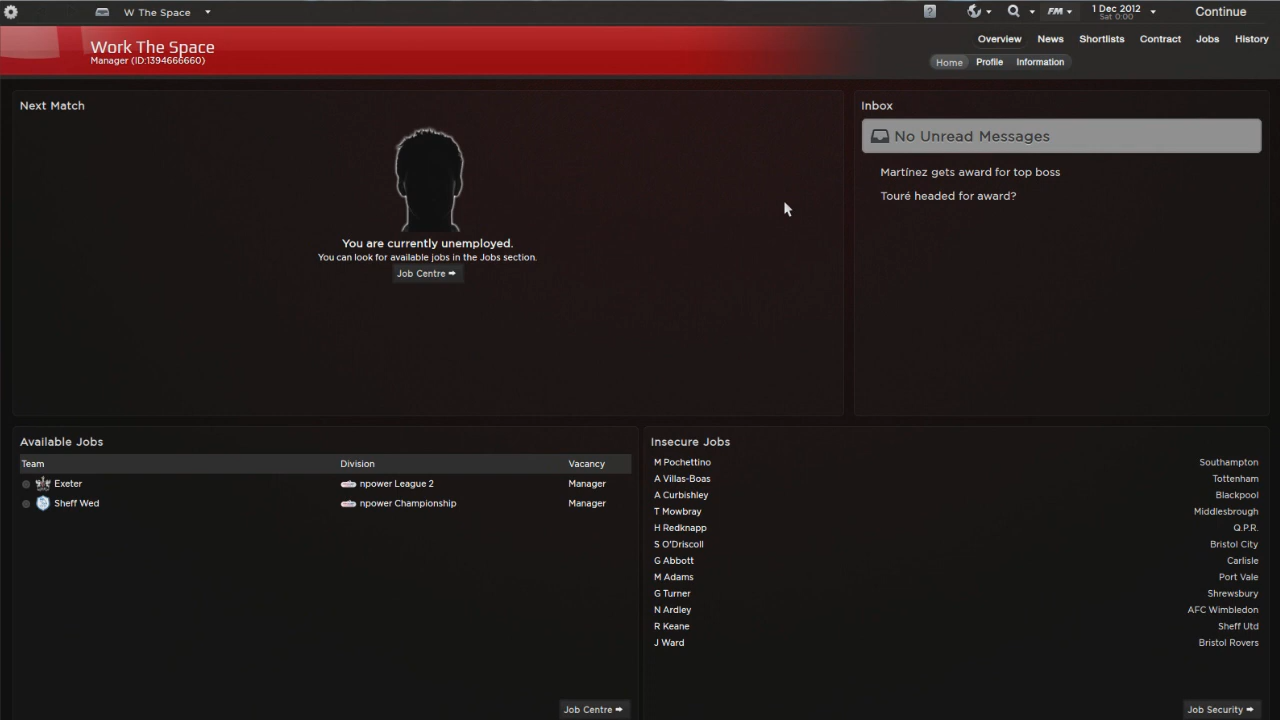 W The Space
?
FM
1 Dec 2012
Sat 0:00
Continue
Work The Space
Manager (ID:1394666660)
Overview News Shortlists Contract Jobs History
Home Profile Information
Next Match
You are currently unemployed.
You can look for available jobs in the Jobs section.
Job Centre
Inbox
No Unread Messages
Martínez gets award for top boss
Touré headed for award?
Available Jobs
Team Division Vacancy
Exeter npower League 2 Manager
Sheff Wed npower Championship Manager
Job Centre
Insecure Jobs
M Pochettino Southampton
A Villas-Boas Tottenham
A Curbishley Blackpool
T Mowbray Middlesbrough
H Redknapp Q.P.R.
S O'Driscoll Bristol City
G Abbott Carlisle
M Adams Port Vale
G Turner Shrewsbury
N Ardley AFC Wimbledon
R Keane Sheff Utd
J Ward Bristol Rovers
Job Security